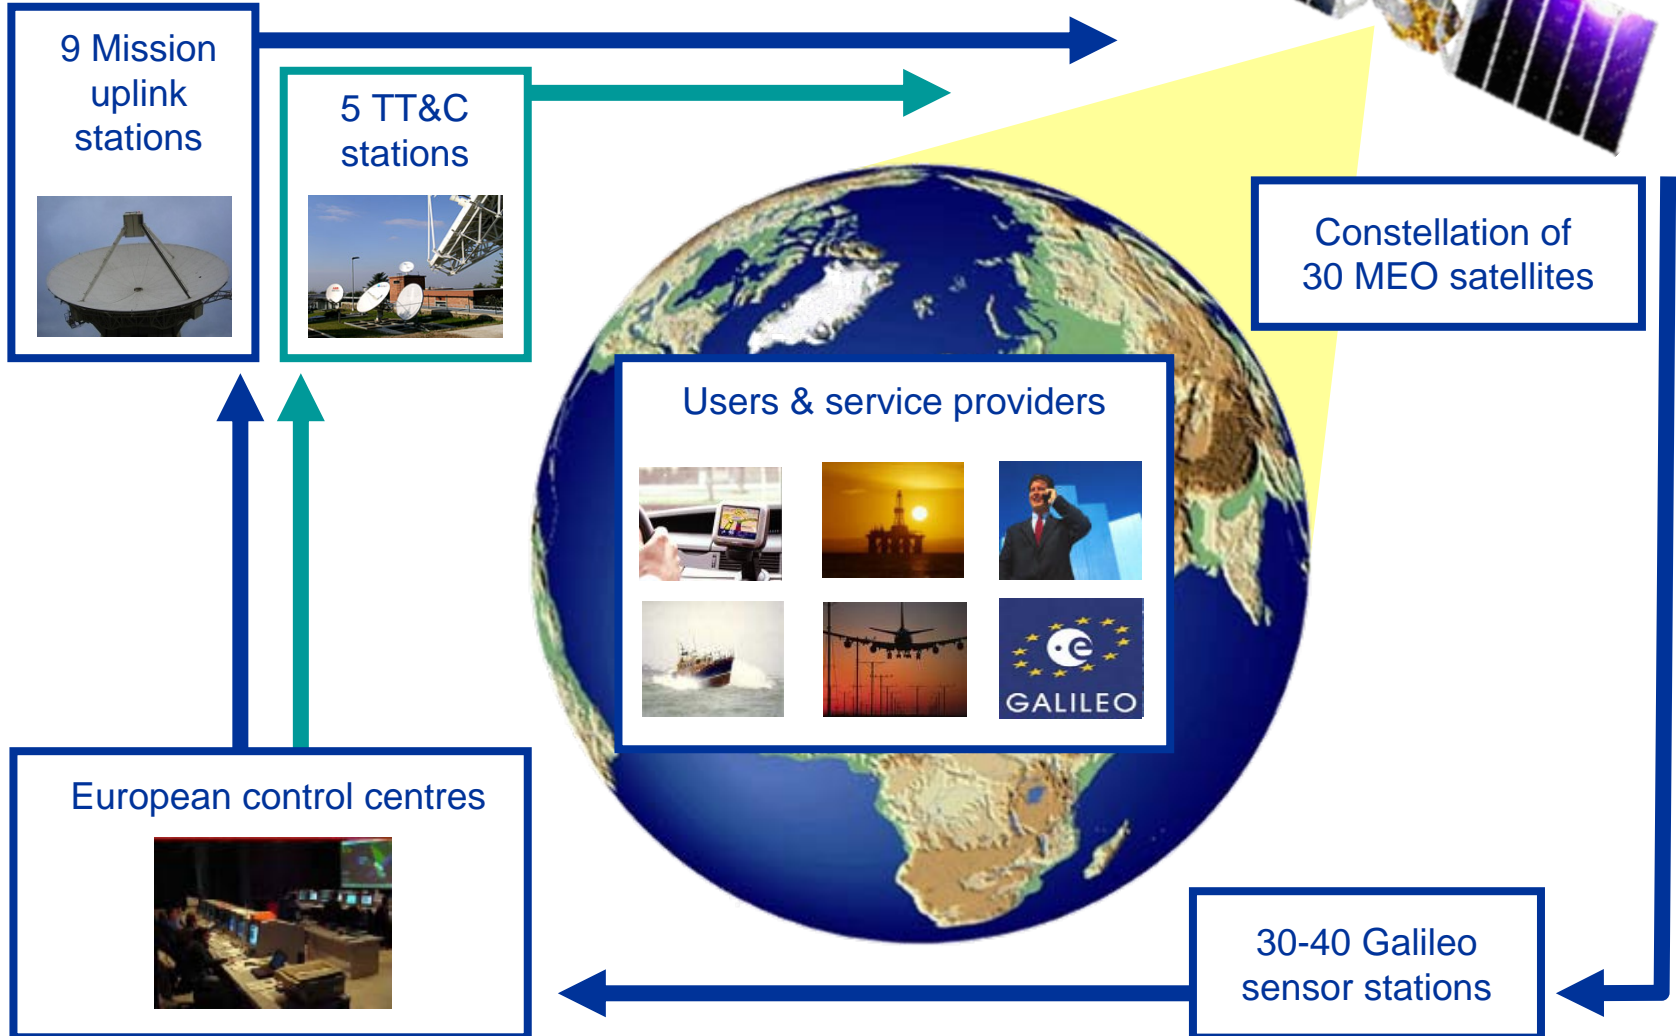 9 Mission
uplink
stations
5 TT&C
stations
Constellation of
30 MEO satellites
Users & service providers
e
GALILEO
European control centres
30-40 Galileo
sensor stations